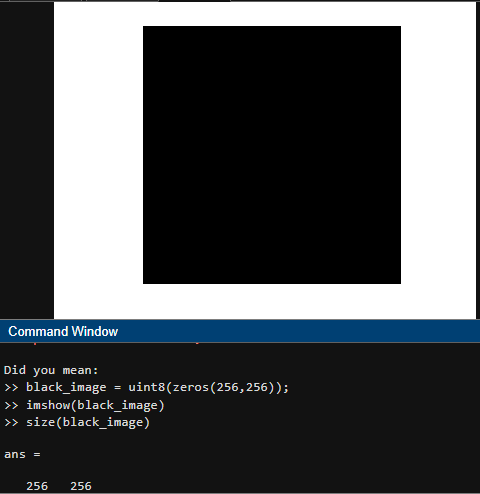 Command Window
Did you mean:
>> black_image = uint8(zeros(256,256));
>> imshow(black_image)
>> size(black_image)
ans =
256   256